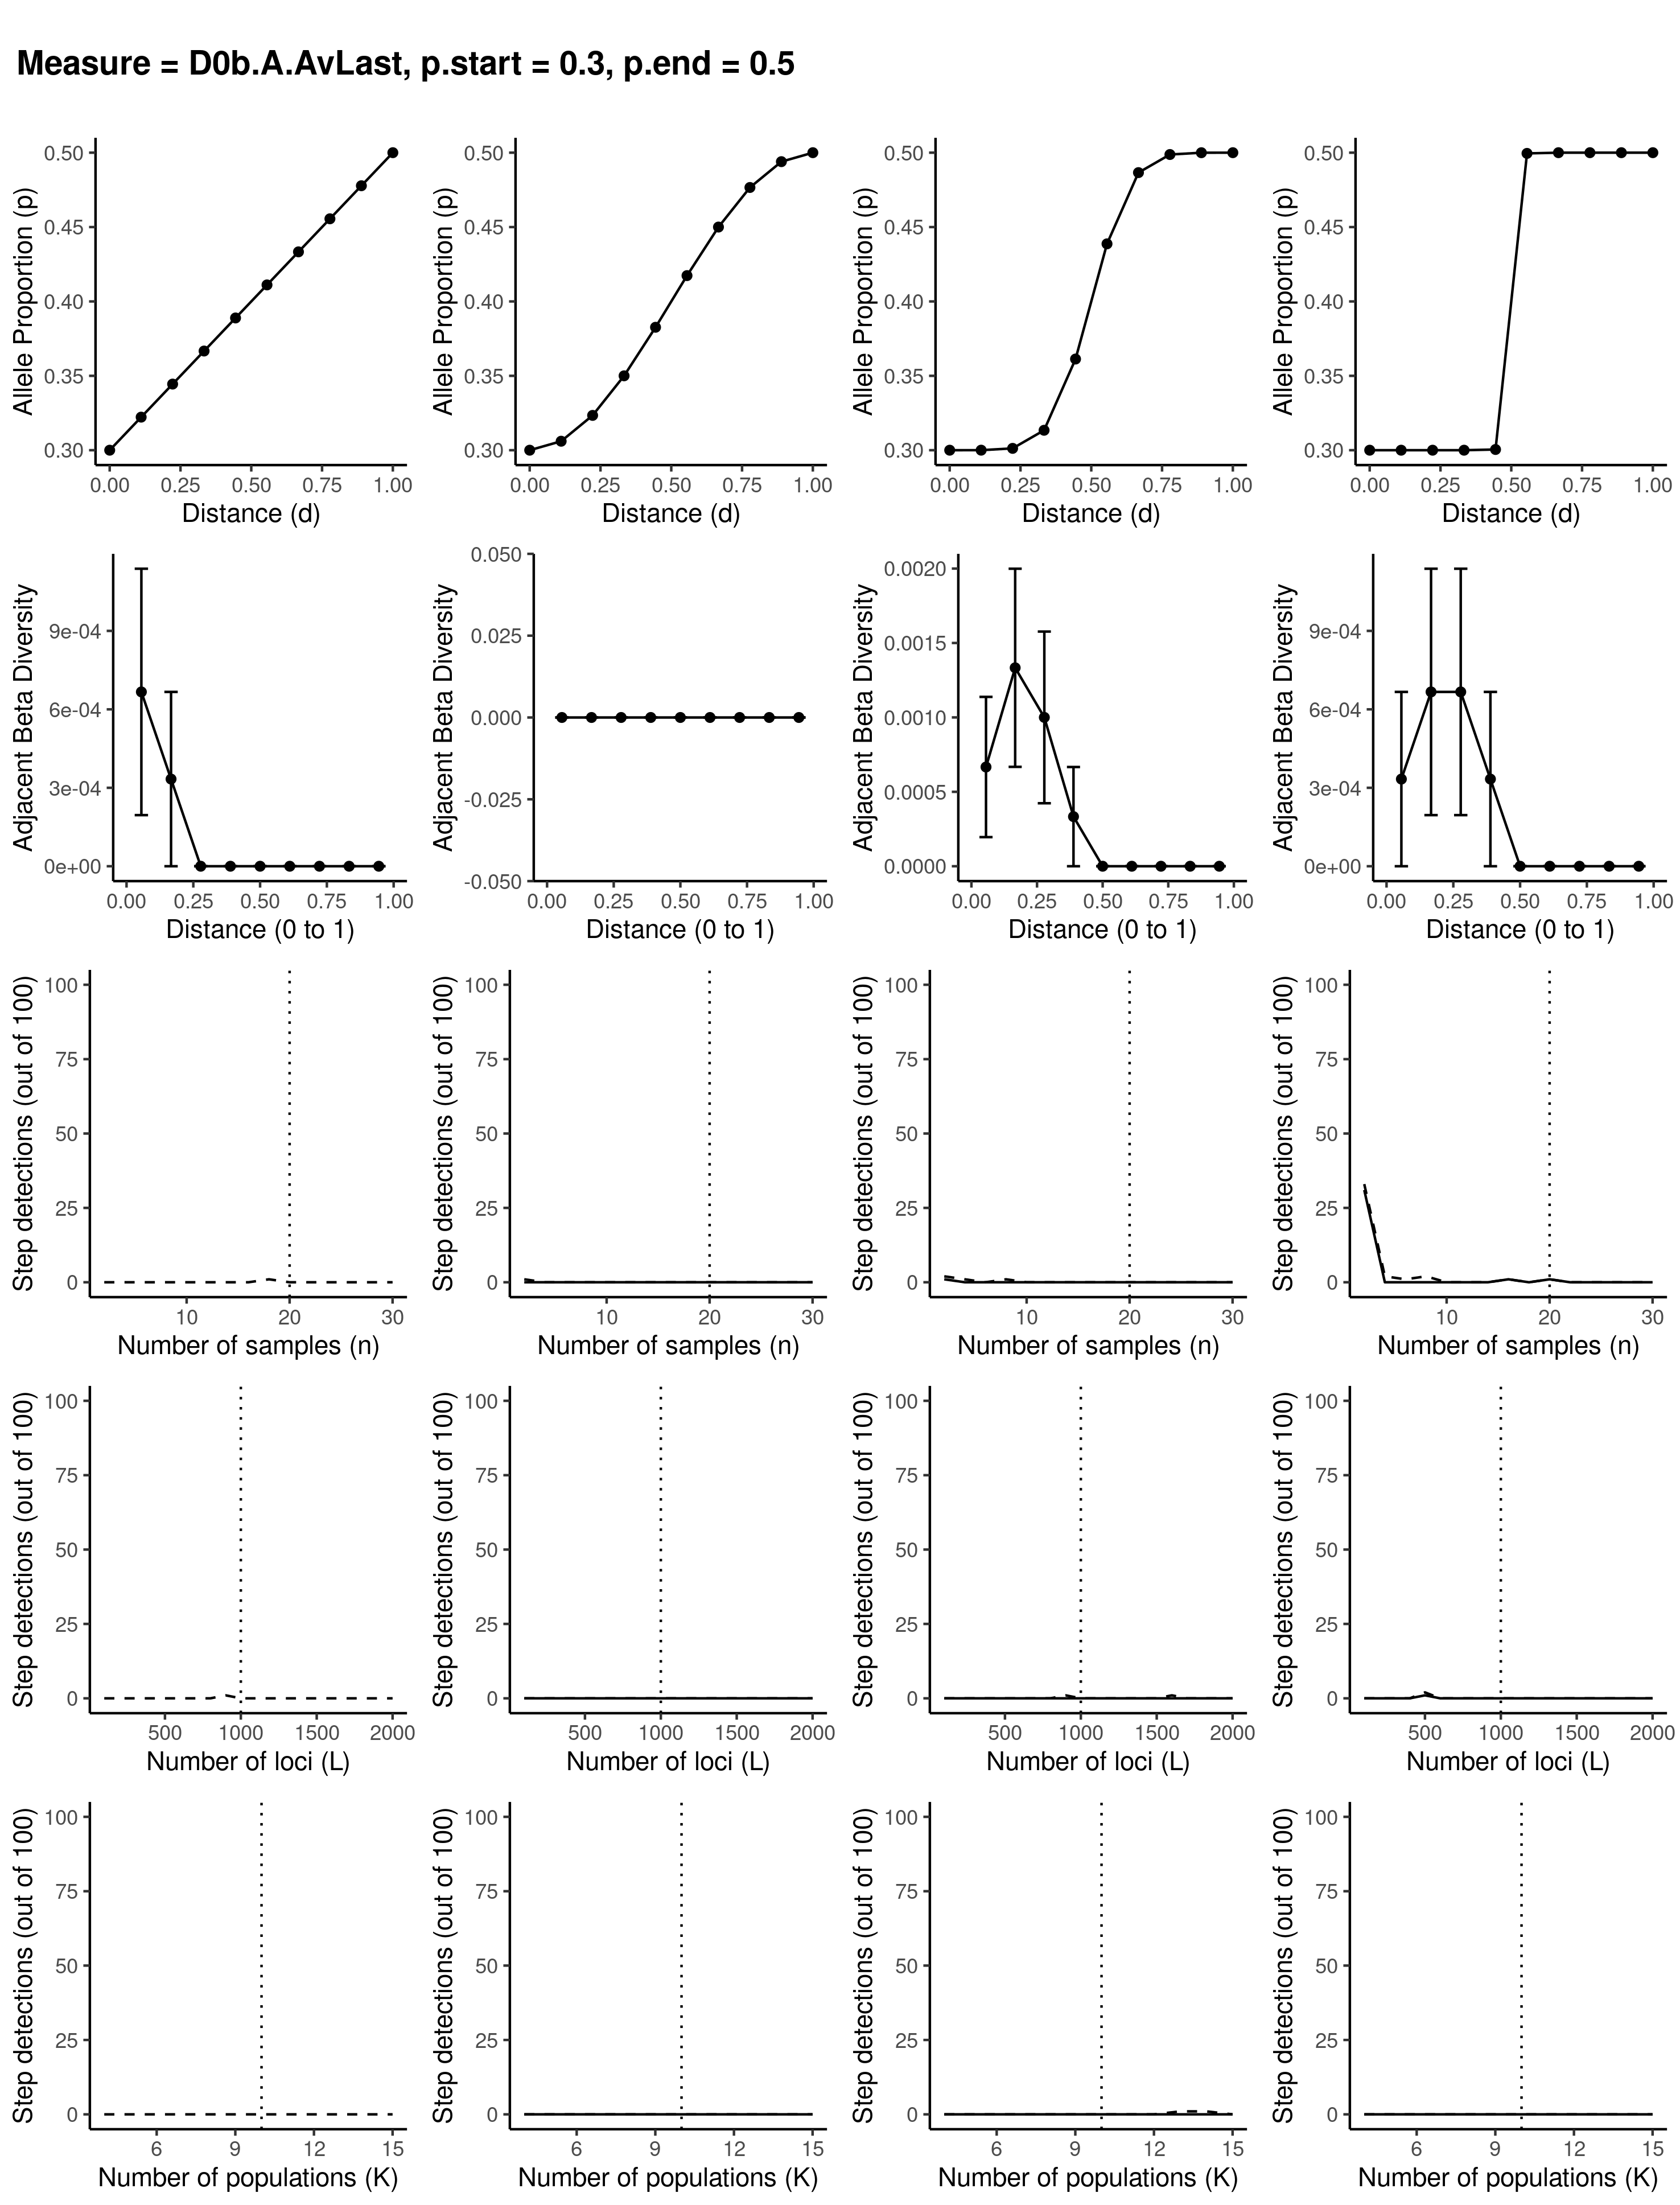 Measure = D0b.A.AvLast, p.start = 0.3, p.end = 0.5
Allele Proportion (p)
0.50
0.45
0.40
0.35
0.30
0.00 0.25 0.50 0.75 1.00
Distance (d)
Allele Proportion (p)
0.50
0.45
0.40
0.35
0.30
0.00 0.25 0.50 0.75 1.00
Distance (d)
Allele Proportion (p)
0.50
0.45
0.40
0.35
0.30
0.00 0.25 0.50 0.75 1.00
Distance (d)
Allele Proportion (p)
0.50
0.45
0.40
0.35
0.30
0.00 0.25 0.50 0.75 1.00
Distance (d)
Adjacent Beta Diversity
9e-04
6e-04
3e-04
0e+00
0.00 0.25 0.50 0.75 1.00
Distance (0 to 1)
Adjacent Beta Diversity
0.050
0.025
0.000
-0.025
-0.050
0.00 0.25 0.50 0.75 1.00
Distance (0 to 1)
Adjacent Beta Diversity
0.0020
0.0015
0.0010
0.0005
0.0000
0.00 0.25 0.50 0.75 1.00
Distance (0 to 1)
Adjacent Beta Diversity
9e-04
6e-04
3e-04
0e+00
0.00 0.25 0.50 0.75 1.00
Distance (0 to 1)
Step detections (out of 100)
100
75
50
25
0
10 20 30
Number of samples (n)
Step detections (out of 100)
100
75
50
25
0
10 20 30
Number of samples (n)
Step detections (out of 100)
100
75
50
25
0
10 20 30
Number of samples (n)
Step detections (out of 100)
100
75
50
25
0
10 20 30
Number of samples (n)
Step detections (out of 100)
100
75
50
25
0
500 1000 1500 2000
Number of loci (L)
Step detections (out of 100)
100
75
50
25
0
500 1000 1500 2000
Number of loci (L)
Step detections (out of 100)
100
75
50
25
0
500 1000 1500 2000
Number of loci (L)
Step detections (out of 100)
100
75
50
25
0
500 1000 1500 2000
Number of loci (L)
Step detections (out of 100)
100
75
50
25
0
6 9 12 15
Number of populations (K)
Step detections (out of 100)
100
75
50
25
0
6 9 12 15
Number of populations (K)
Step detections (out of 100)
100
75
50
25
0
6 9 12 15
Number of populations (K)
Step detections (out of 100)
100
75
50
25
0
6 9 12 15
Number of populations (K)